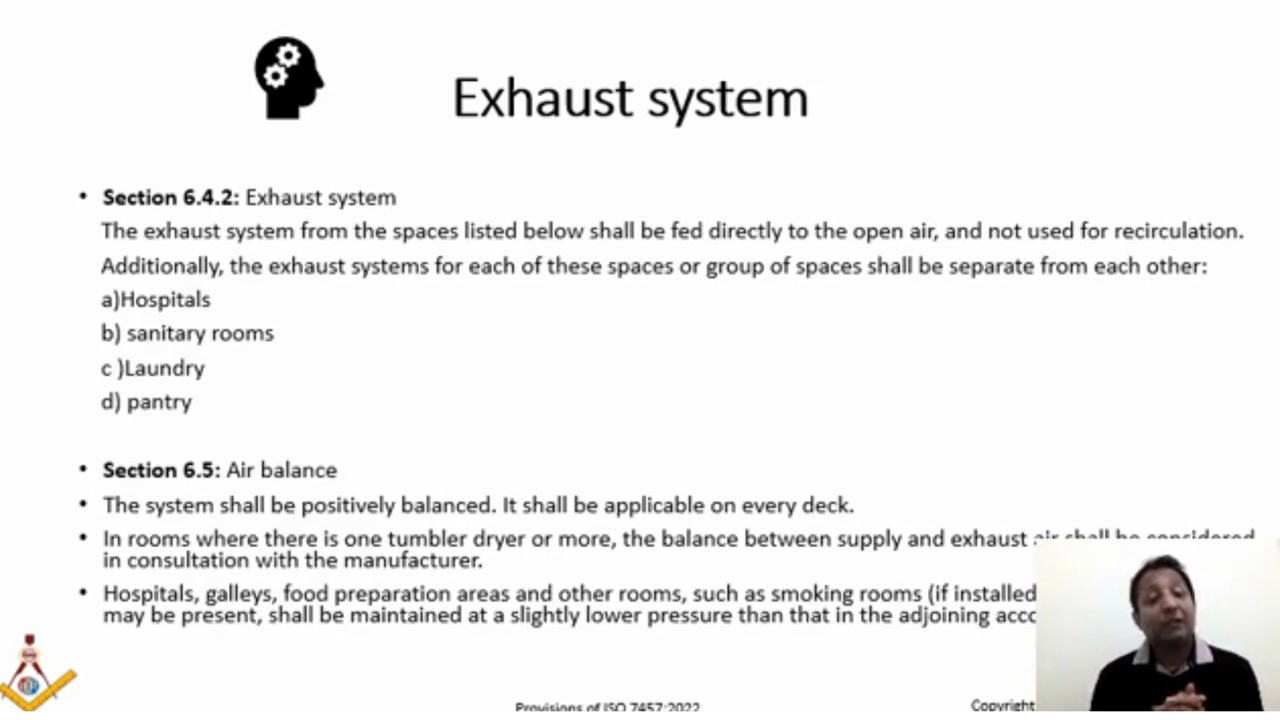 Exhaust system
• Section 6.4.2: Exhaust system
The exhaust system from the spaces listed below shall be fed directly to the open air, and not used for recirculation.
Additionally, the exhaust systems for each of these spaces or group of spaces shall be separate from each other:
a)Hospitals
b) sanitary rooms
c )Laundry
d) pantry
• Section 6.5: Air balance
• The system shall be positively balanced. It shall be applicable on every deck.
• In rooms where there is one tumbler dryer or more, the balance between supply and exhaust air shall be considered
in consultation with the manufacturer.
• Hospitals, galleys, food preparation areas and other rooms, such as smoking rooms (if installed
may be present, shall be maintained at a slightly lower pressure than that in the adjoining
Provisions of ISO 7457:2022
Copyright